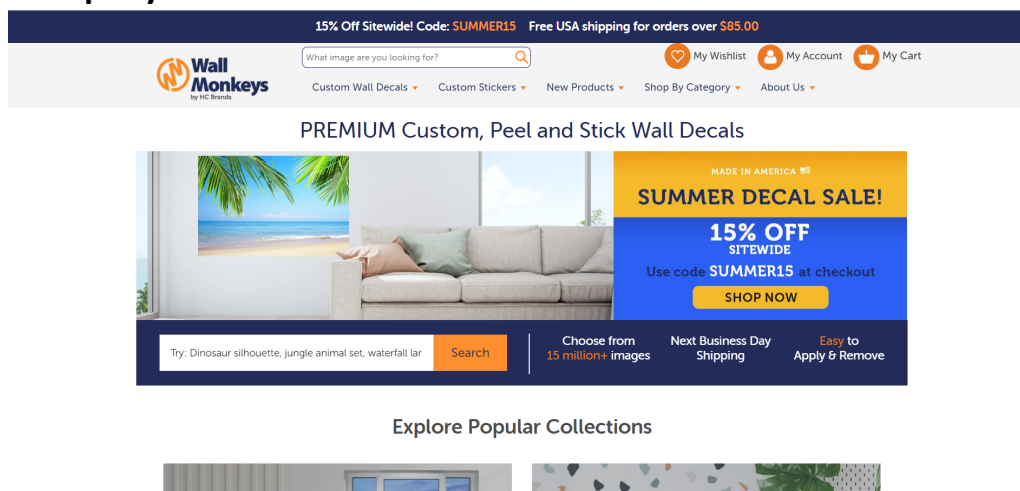 15% Off Sitewide! Code: SUMMER15 Free USA shipping for orders over $85.00
What image are you looking for?
My Wishlist
My Account
My Cart
Wall
Monkeys
by HC Brands
Custom Wall Decals
Custom Stickers
New Products
Shop By Category
About Us
PREMIUM Custom, Peel and Stick Wall Decals
MADE IN AMERICA
SUMMER DECAL SALE!
15% OFF
SITEWIDE
Use code SUMMER15 at checkout
SHOP NOW
Try: Dinosaur silhouette, jungle animal set, waterfall lar
Search
Choose from
15 million+ images
Next Business Day
Shipping
Easy to
Apply & Remove
Explore Popular Collections